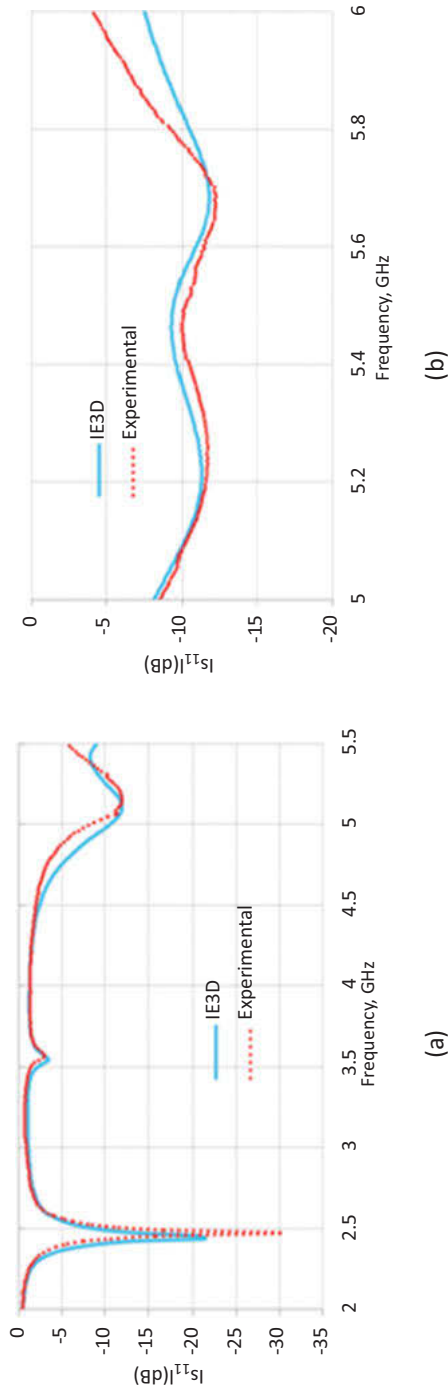 0
-5
-10
-15
-20
-25
-30
-35
2
2.5
3
3.5
4
4.5
5
5.5
Is₁₁I(dB)
Frequency, GHz
IE3D
Experimental
(a)
0
-5
-10
-15
-20
5
5.2
5.4
5.6
5.8
6
Is₁₁I(dB)
Frequency, GHz
IE3D
Experimental
(b)